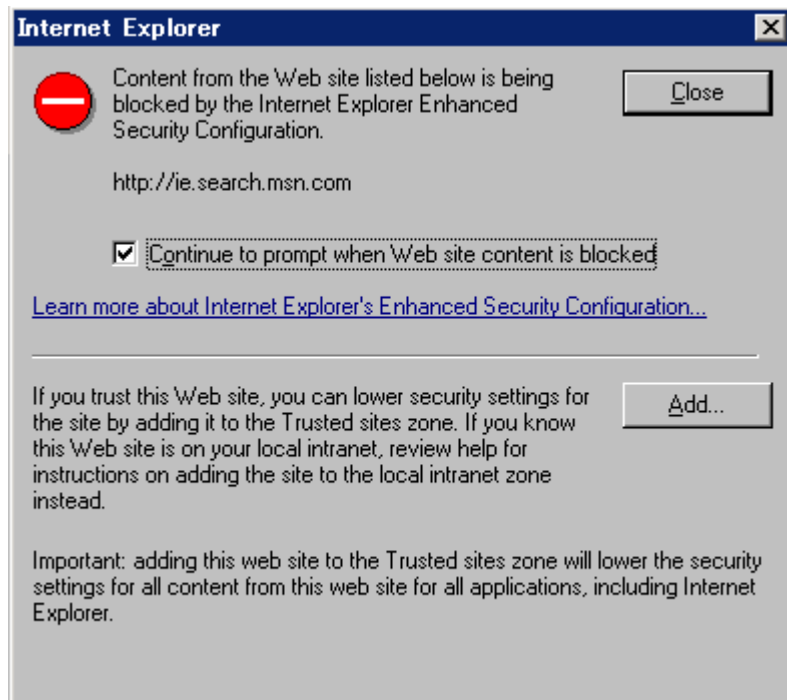 Internet Explorer
Content from the Web site listed below is being
blocked by the Internet Explorer Enhanced
Security Configuration.
Close
http://ie.search.msn.com
Continue to prompt when Web site content is blocked
Learn more about Internet Explorer's Enhanced Security Configuration...
If you trust this Web site, you can lower security settings for
the site by adding it to the Trusted sites zone. If you know
this Web site is on your local intranet, review help for
instructions on adding the site to the local intranet zone
instead.
Add...
Important: adding this web site to the Trusted sites zone will lower the security
settings for all content from this web site for all applications, including Internet
Explorer.